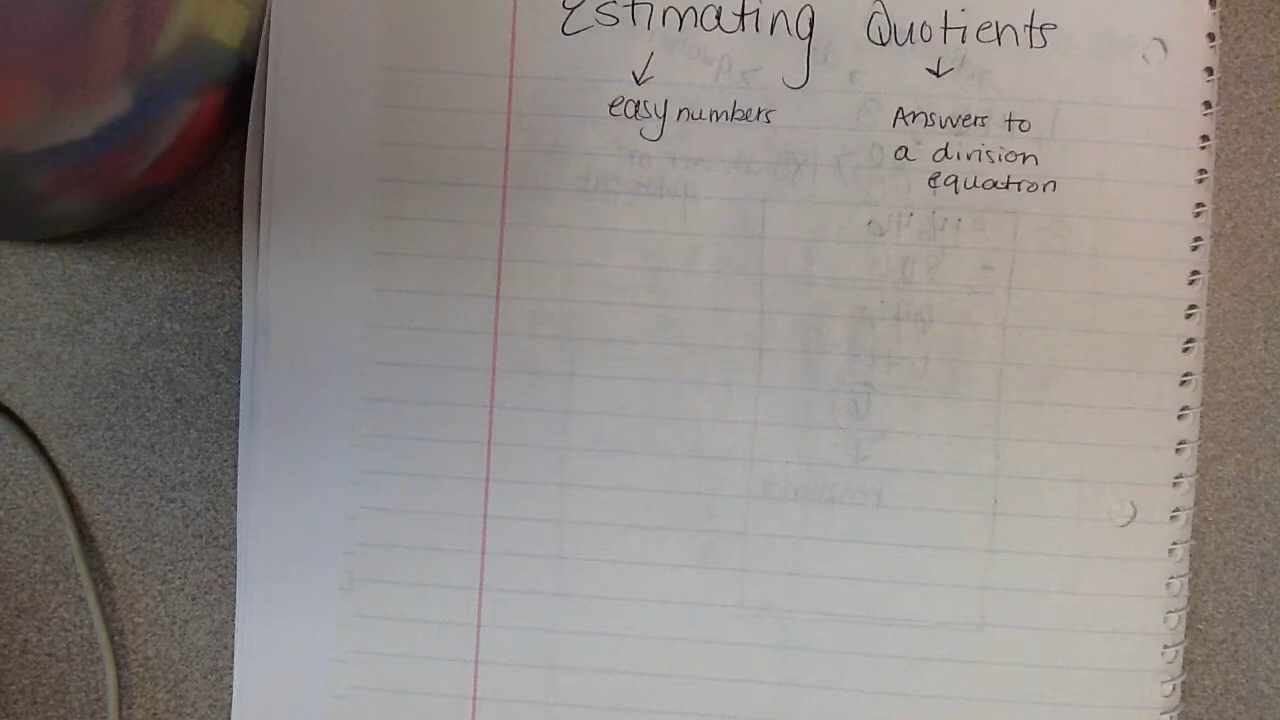 Estimating Quotients
↓ ↓
easy numbers
Answers to
a division
equation